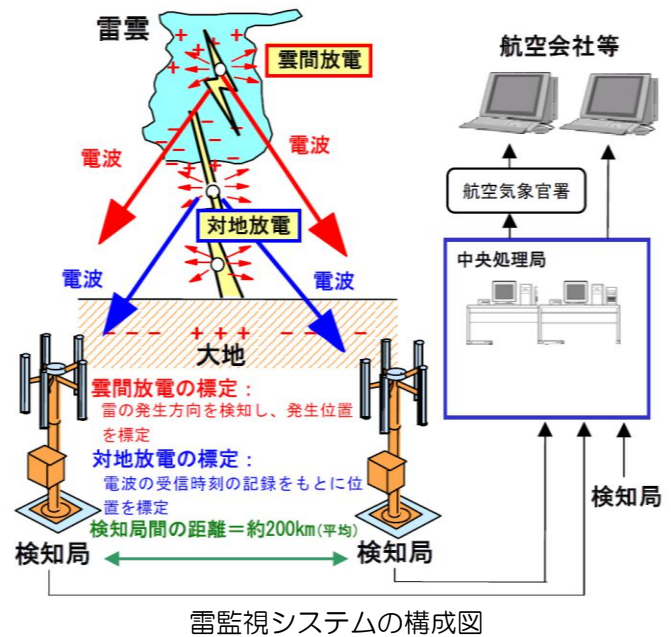 雷雲
雲間放電
電波
電波
対地放電
電波
電波
大地
雲間放電の標定：
雷の発生方向を検知し、発生位置
を標定
対地放電の標定：
電波の受信時刻の記録をもとに位
置を標定
検知局間の距離＝約200km(平均)
検知局
検知局
航空会社等
航空気象官署
中央処理局
検知局
雷監視システムの構成図